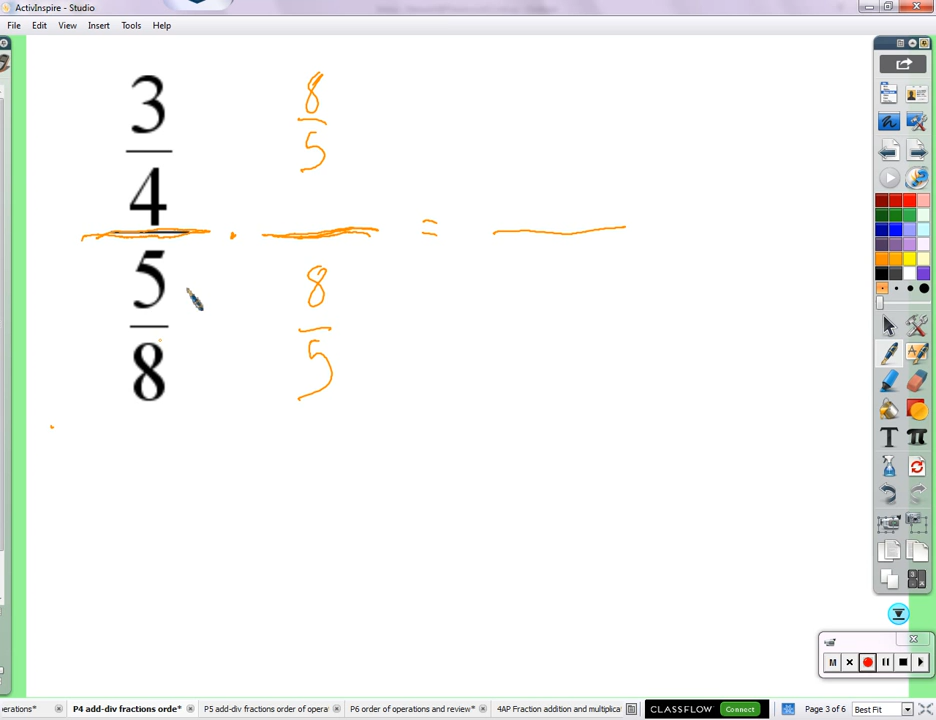 ActivInspire - Studio
File Edit View Insert Tools Help
3 8
4 5
· =
5 8
8 5
M
erations*
P4 add-div fractions orde*
P5 add-div fractions order of opera
P6 order of operations and review*
4AP Fraction addition and multiplica
CLASSFLOW Connect
Page 3 of 6
Best Fit